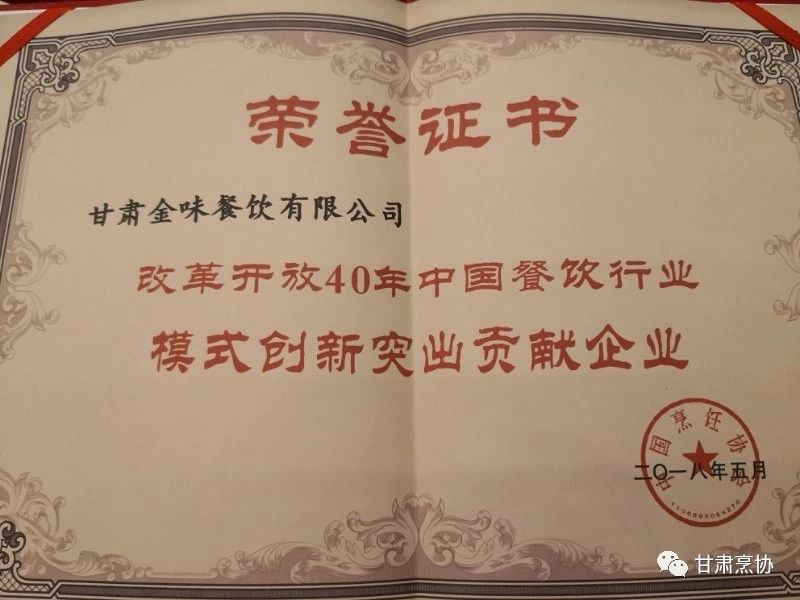 荣誉证书
甘肃金味餐饮有限公司
改革开放40年中国餐饮行业
模式创新突出贡献企业
中国烹饪协会
二〇一八年五月
甘肃烹协